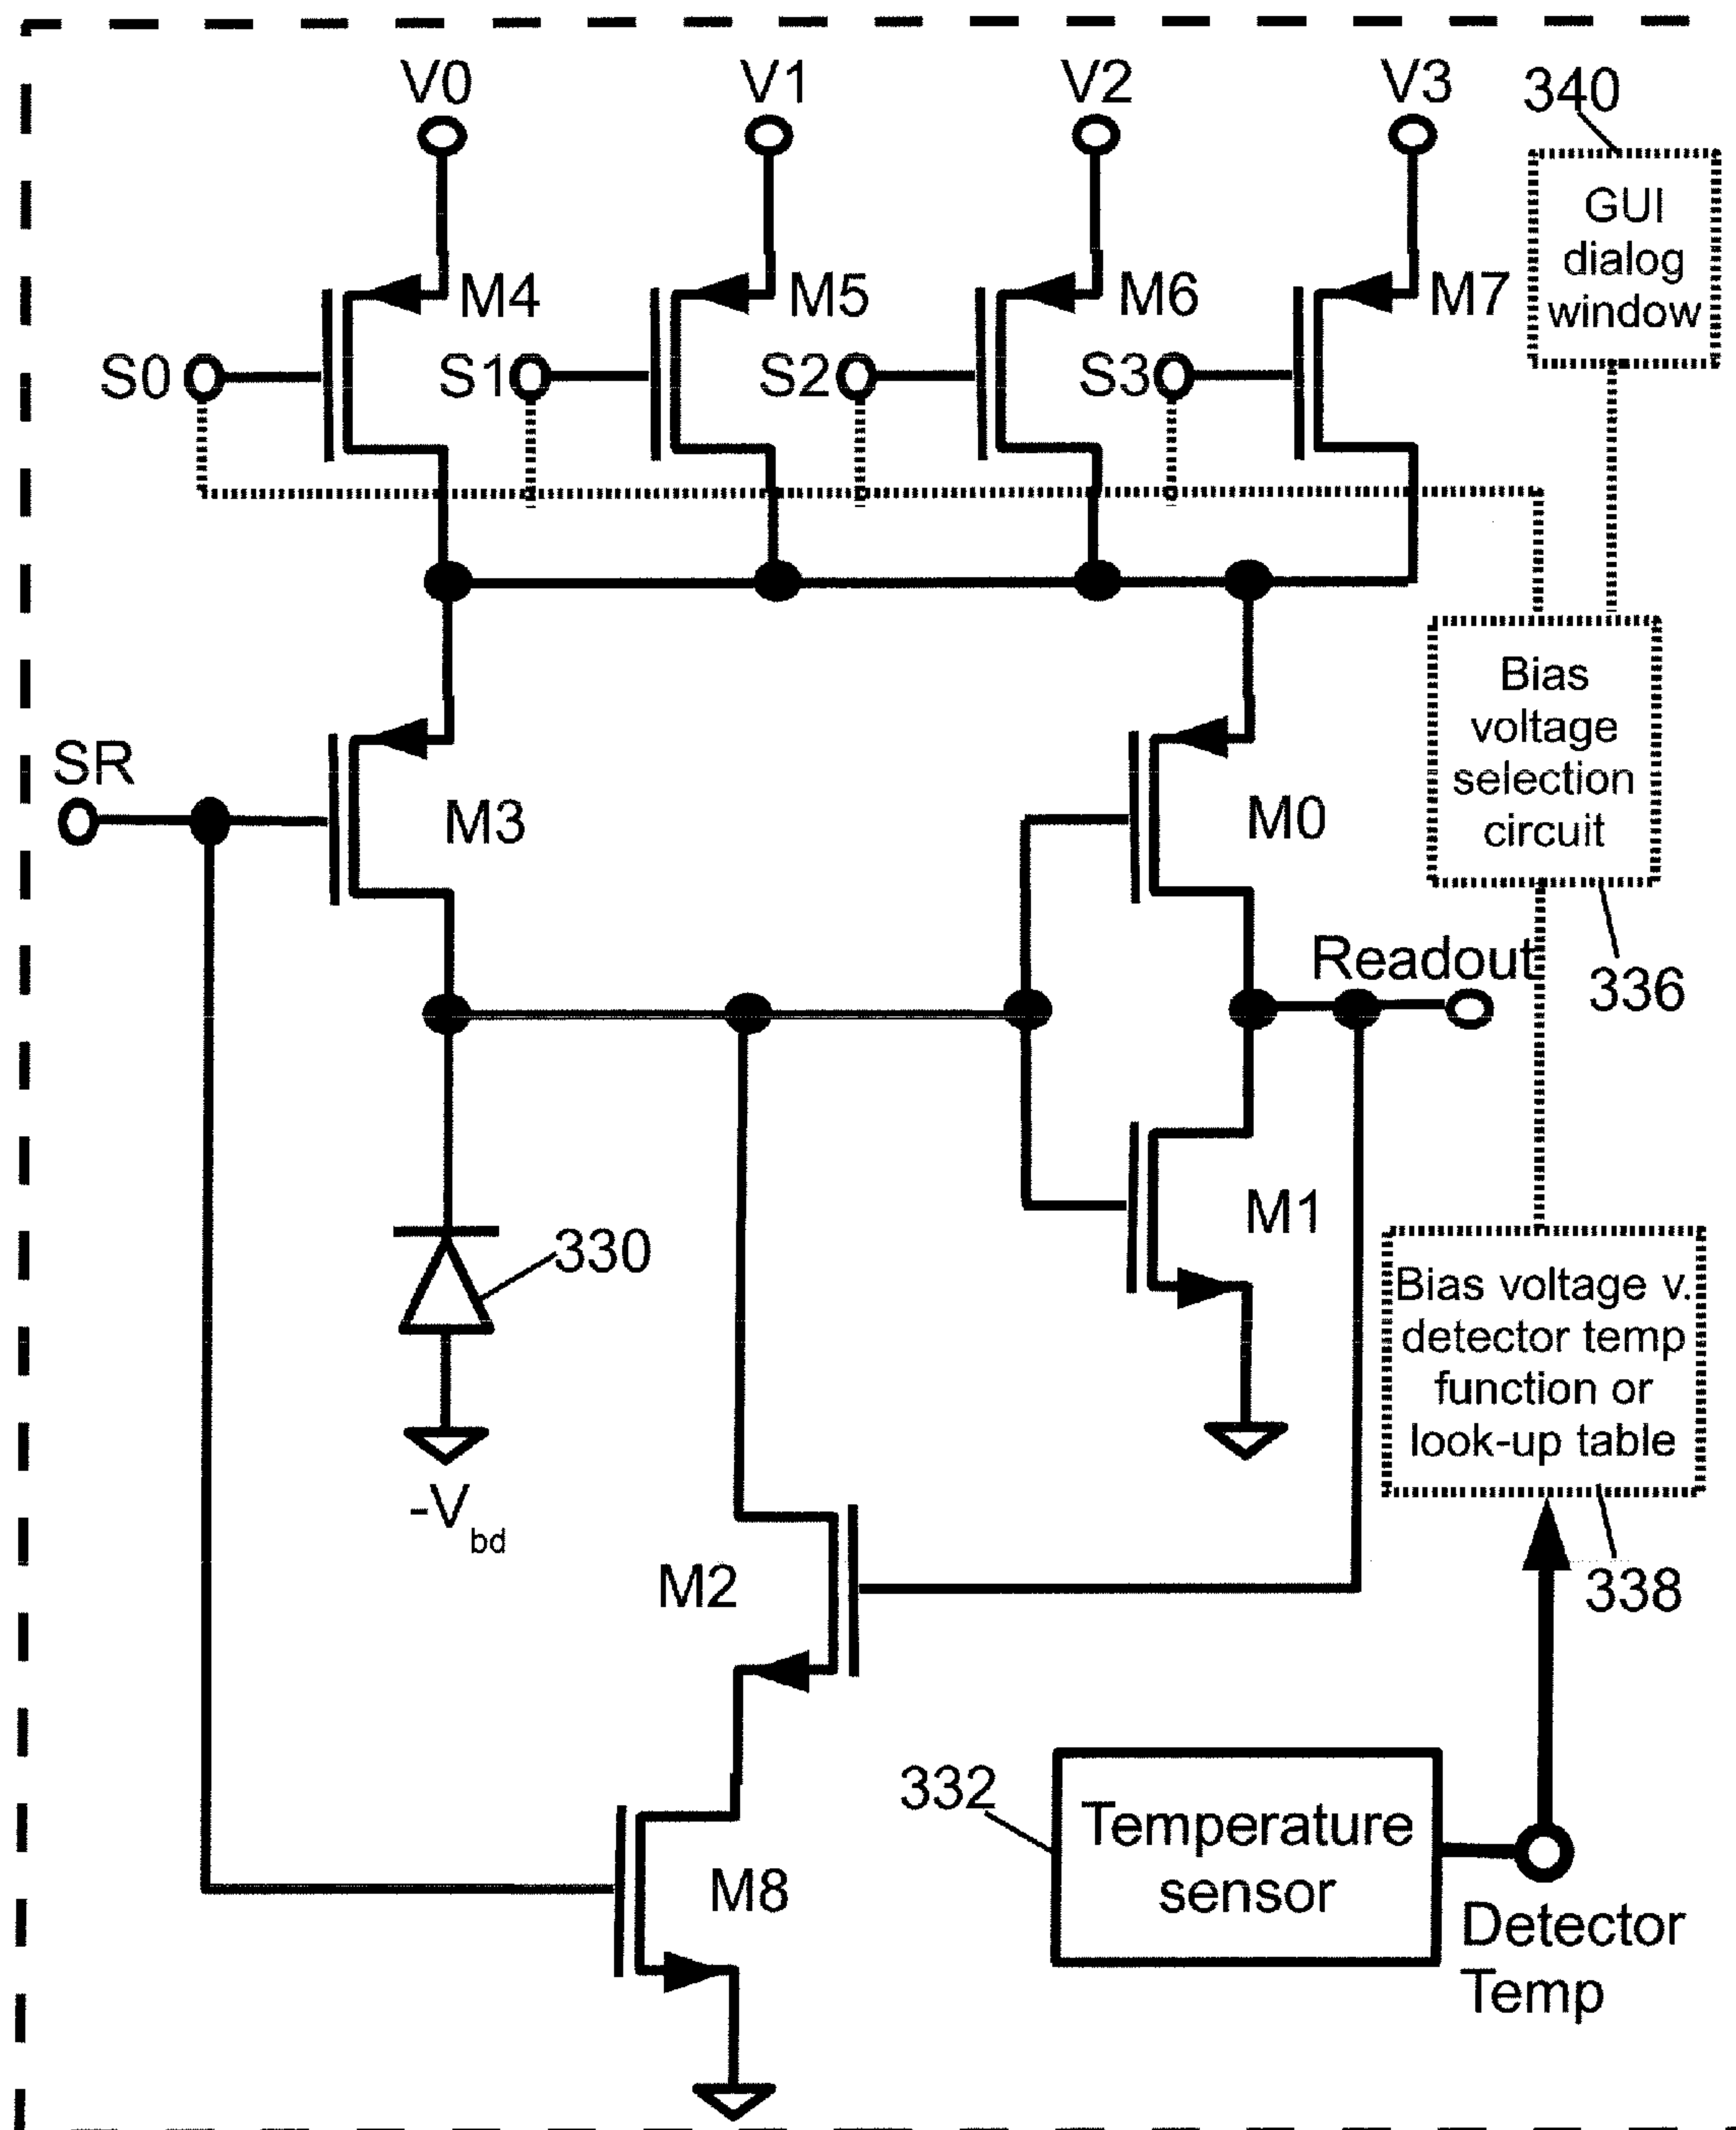 V0
V1
V2
V3
340
GUI
dialog
window
M4
M5
M6
M7
S0
S1
S2
S3
Bias
voltage
selection
circuit
SR
M3
M0
Readout
336
M1
330
Bias voltage v.
detector temp
function or
look-up table
-Vbd
M2
338
332
Temperature
sensor
M8
Detector
Temp